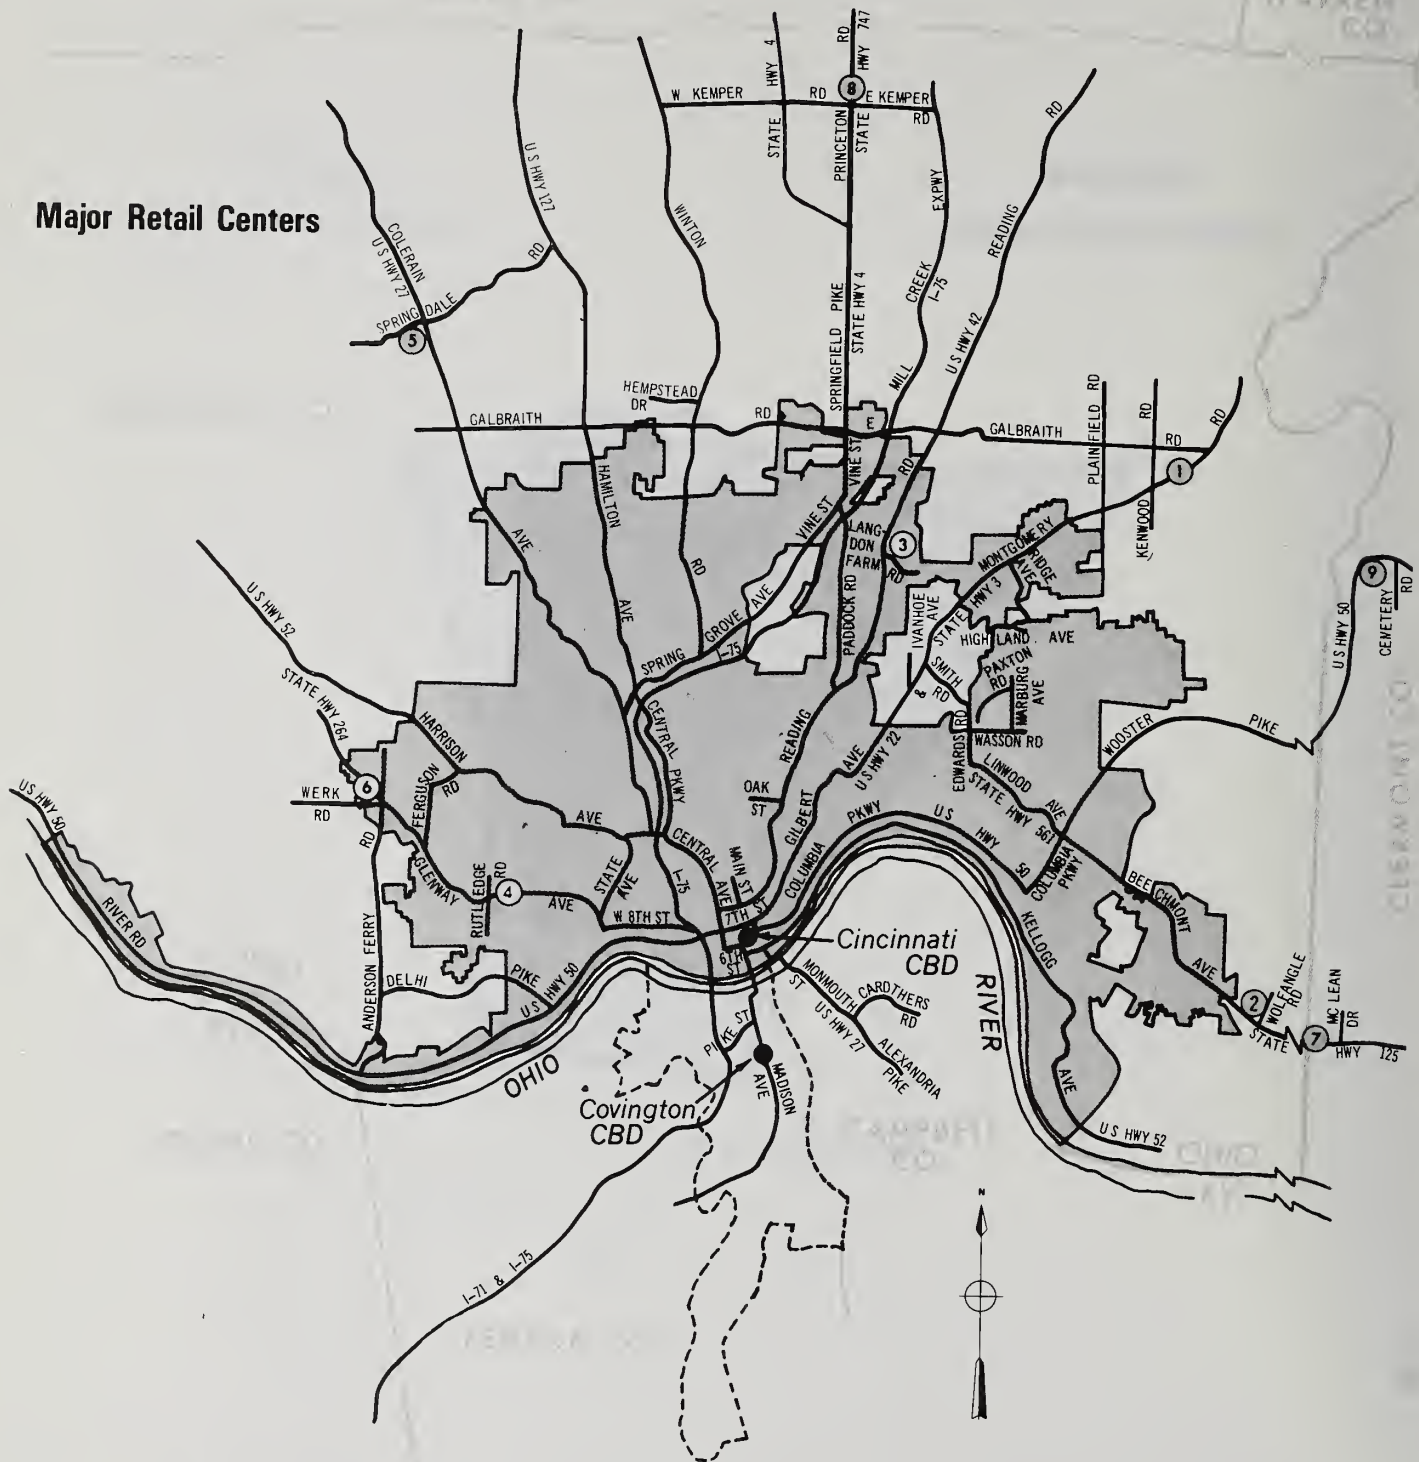 Major Retail Centers
STATE HWY 4
RD HWY 747
8
W KEMPER RD
E KEMPER RD
PRINCETON
STATE
US HWY 127
WINTON
COLERAIN
US HWY 27
SPRINGDALE RD
5
EXPWY
CREEK
I-75
MILL
READING RD
US HWY 42
SPRINGFIELD PIKE
STATE HWY 4
HEMPSTEAD
DR
GALBRAITH RD
E
GALBRAITH RD
PLAINFIELD RD
KENWOOD RD
RD
1
VINE ST
VINE ST
RD
HAMILTON
AVE
AVE
RD
LANG-
DON
FARM
RD
3
MONTGOMERY
RIDGE
AVE
STATE HWY 3
IVANHOE
AVE
HIGHLAND AVE
PAXTON
RD
SMITH
RD
MARBURG
AVE
EDWARDS RD
WASSON RD
&
US HWY 22
PADDOCK RD
SPRING GROVE AVE
I-75
US HWY 52
STATE HWY 264
HARRISON
AVE
9
CENETERY
RD
US HWY 50
WOOSTER PIKE
CENTRAL PKWY
READING
OAK
ST
GILBERT AVE
LINWOOD AVE
STATE HWY 561
6
WERK
RD
FERGUSON
RD
GLENWAY AVE
RUTLEDGE RD
4
STATE
AVE
W 8TH ST
I-75
CENTRAL AVE
MAIN ST
7TH ST
6TH
ST
COLUMBIA PKWY
US HWY 50
COLUMBIA
PKWY
BEECHMONT AVE
KELLOGG
AVE
WOLFANGLE
RD
2
STATE
7
MC LEAN
DR
HWY 125
US HWY 50
RIVER RD
ANDERSON FERRY RD
DELHI PIKE
US HWY 50
Cincinnati
CBD
MONMOUTH ST
US HWY 27
CAROTHERS
RD
ALEXANDRIA
PIKE
OHIO
RIVER
PIKE ST
MADISON
AVE
Covington
CBD
US HWY 52
I-71 & I-75
N